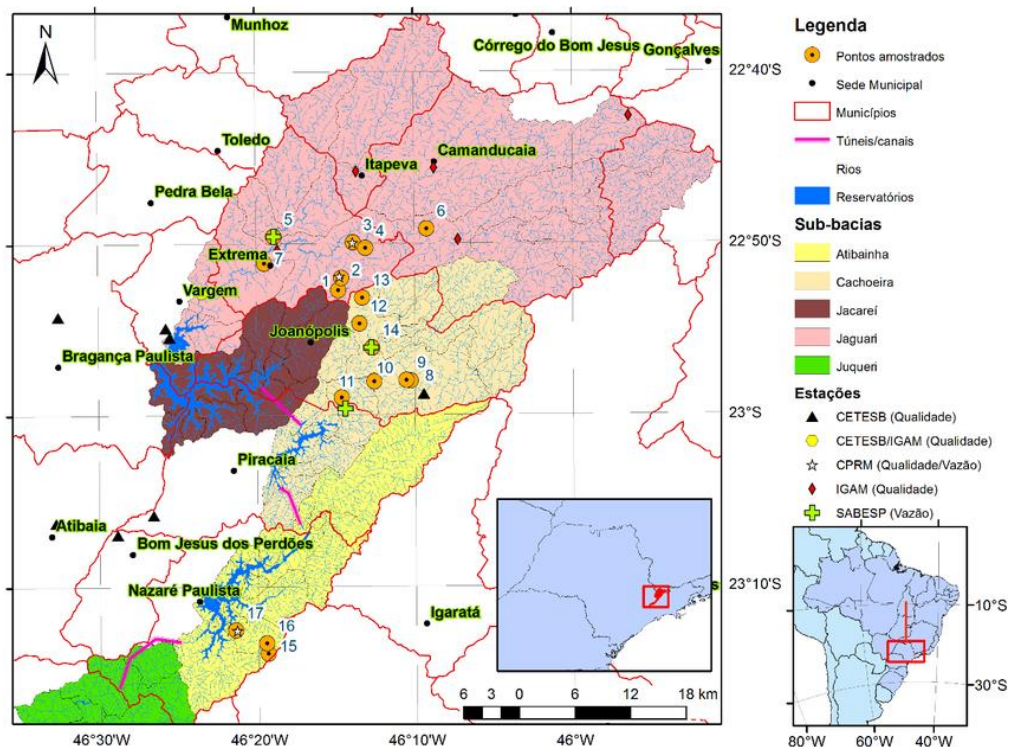 Munhoz
Córrego do Bom Jesus
Gonçalves
N
22°40'S
Toledo
Itapeva
Camanducaia
Pedra Bela
5
3
4
6
22°50'S
Extrema
7
2
1
13
Vargem
12
Joanópolis
14
Bragança Paulista
9
10
8
11
23°S
Piracaia
Atibaia
Bom Jesus dos Perdões
23°10'S
Nazaré Paulista
17
16
15
Igaratá
6 3 0 6 12 18 km
46°30'W
46°20'W
46°10'W
46°W
Legenda
Pontos amostrados
Sede Municipal
Municípios
Túneis/canais
Rios
Reservatórios
Sub-bacias
Atibainha
Cachoeira
Jacareí
Jaguari
Juqueri
Estações
CETESB (Qualidade)
CETESB/IGAM (Qualidade)
CPRM (Qualidade/Vazão)
IGAM (Qualidade)
SABESP (Vazão)
10°S
30°S
80°W
60°W
40°W